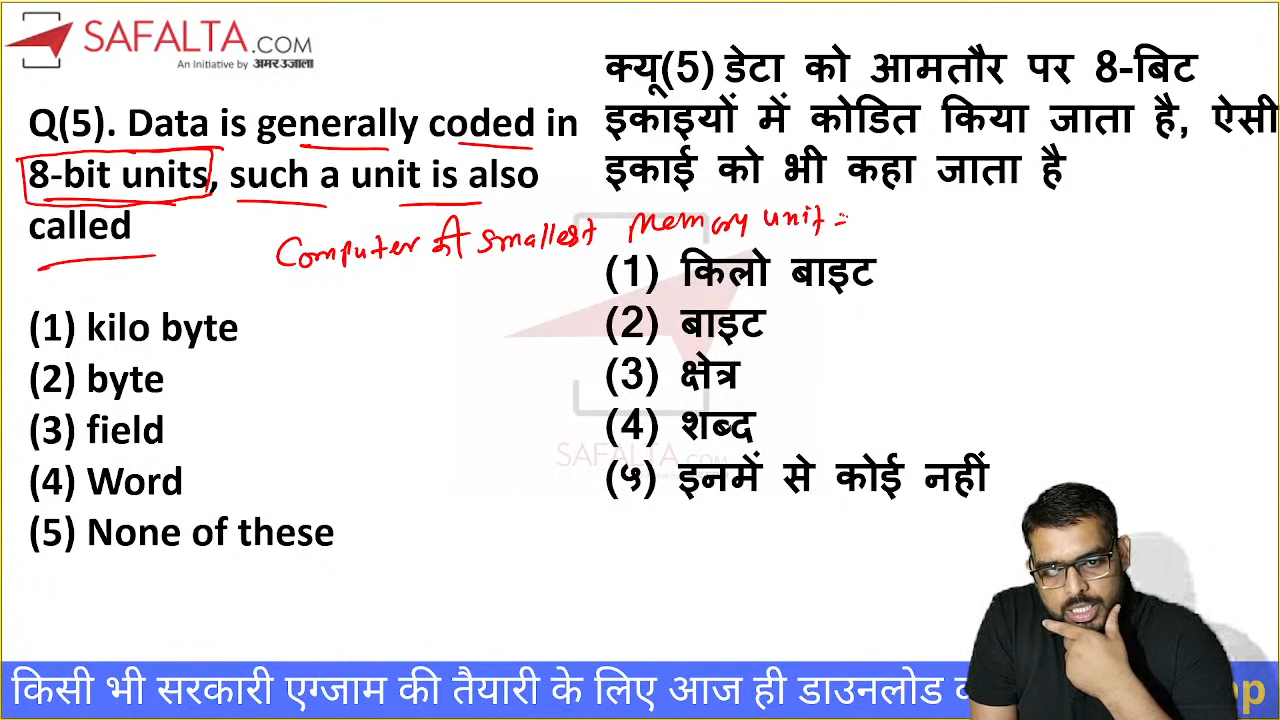 SAFALTA.COM
An Initiative by अमर उजाला
Q(5). Data is generally coded in
8-bit units, such a unit is also
called
(1) kilo byte
(2) byte
(3) field
(4) Word
(5) None of these
क्यू(5) डेटा को आमतौर पर 8-बिट
इकाइयों में कोडित किया जाता है, ऐसी
इकाई को भी कहा जाता है
Computer की smallest Memory unit =
(1) किलो बाइट
(2) बाइट
(3) क्षेत्र
(4) शब्द
(५) इनमें से कोई नहीं
SAFALTA.COM
किसी भी सरकारी एग्जाम की तैयारी के लिए आज ही डाउनलोड